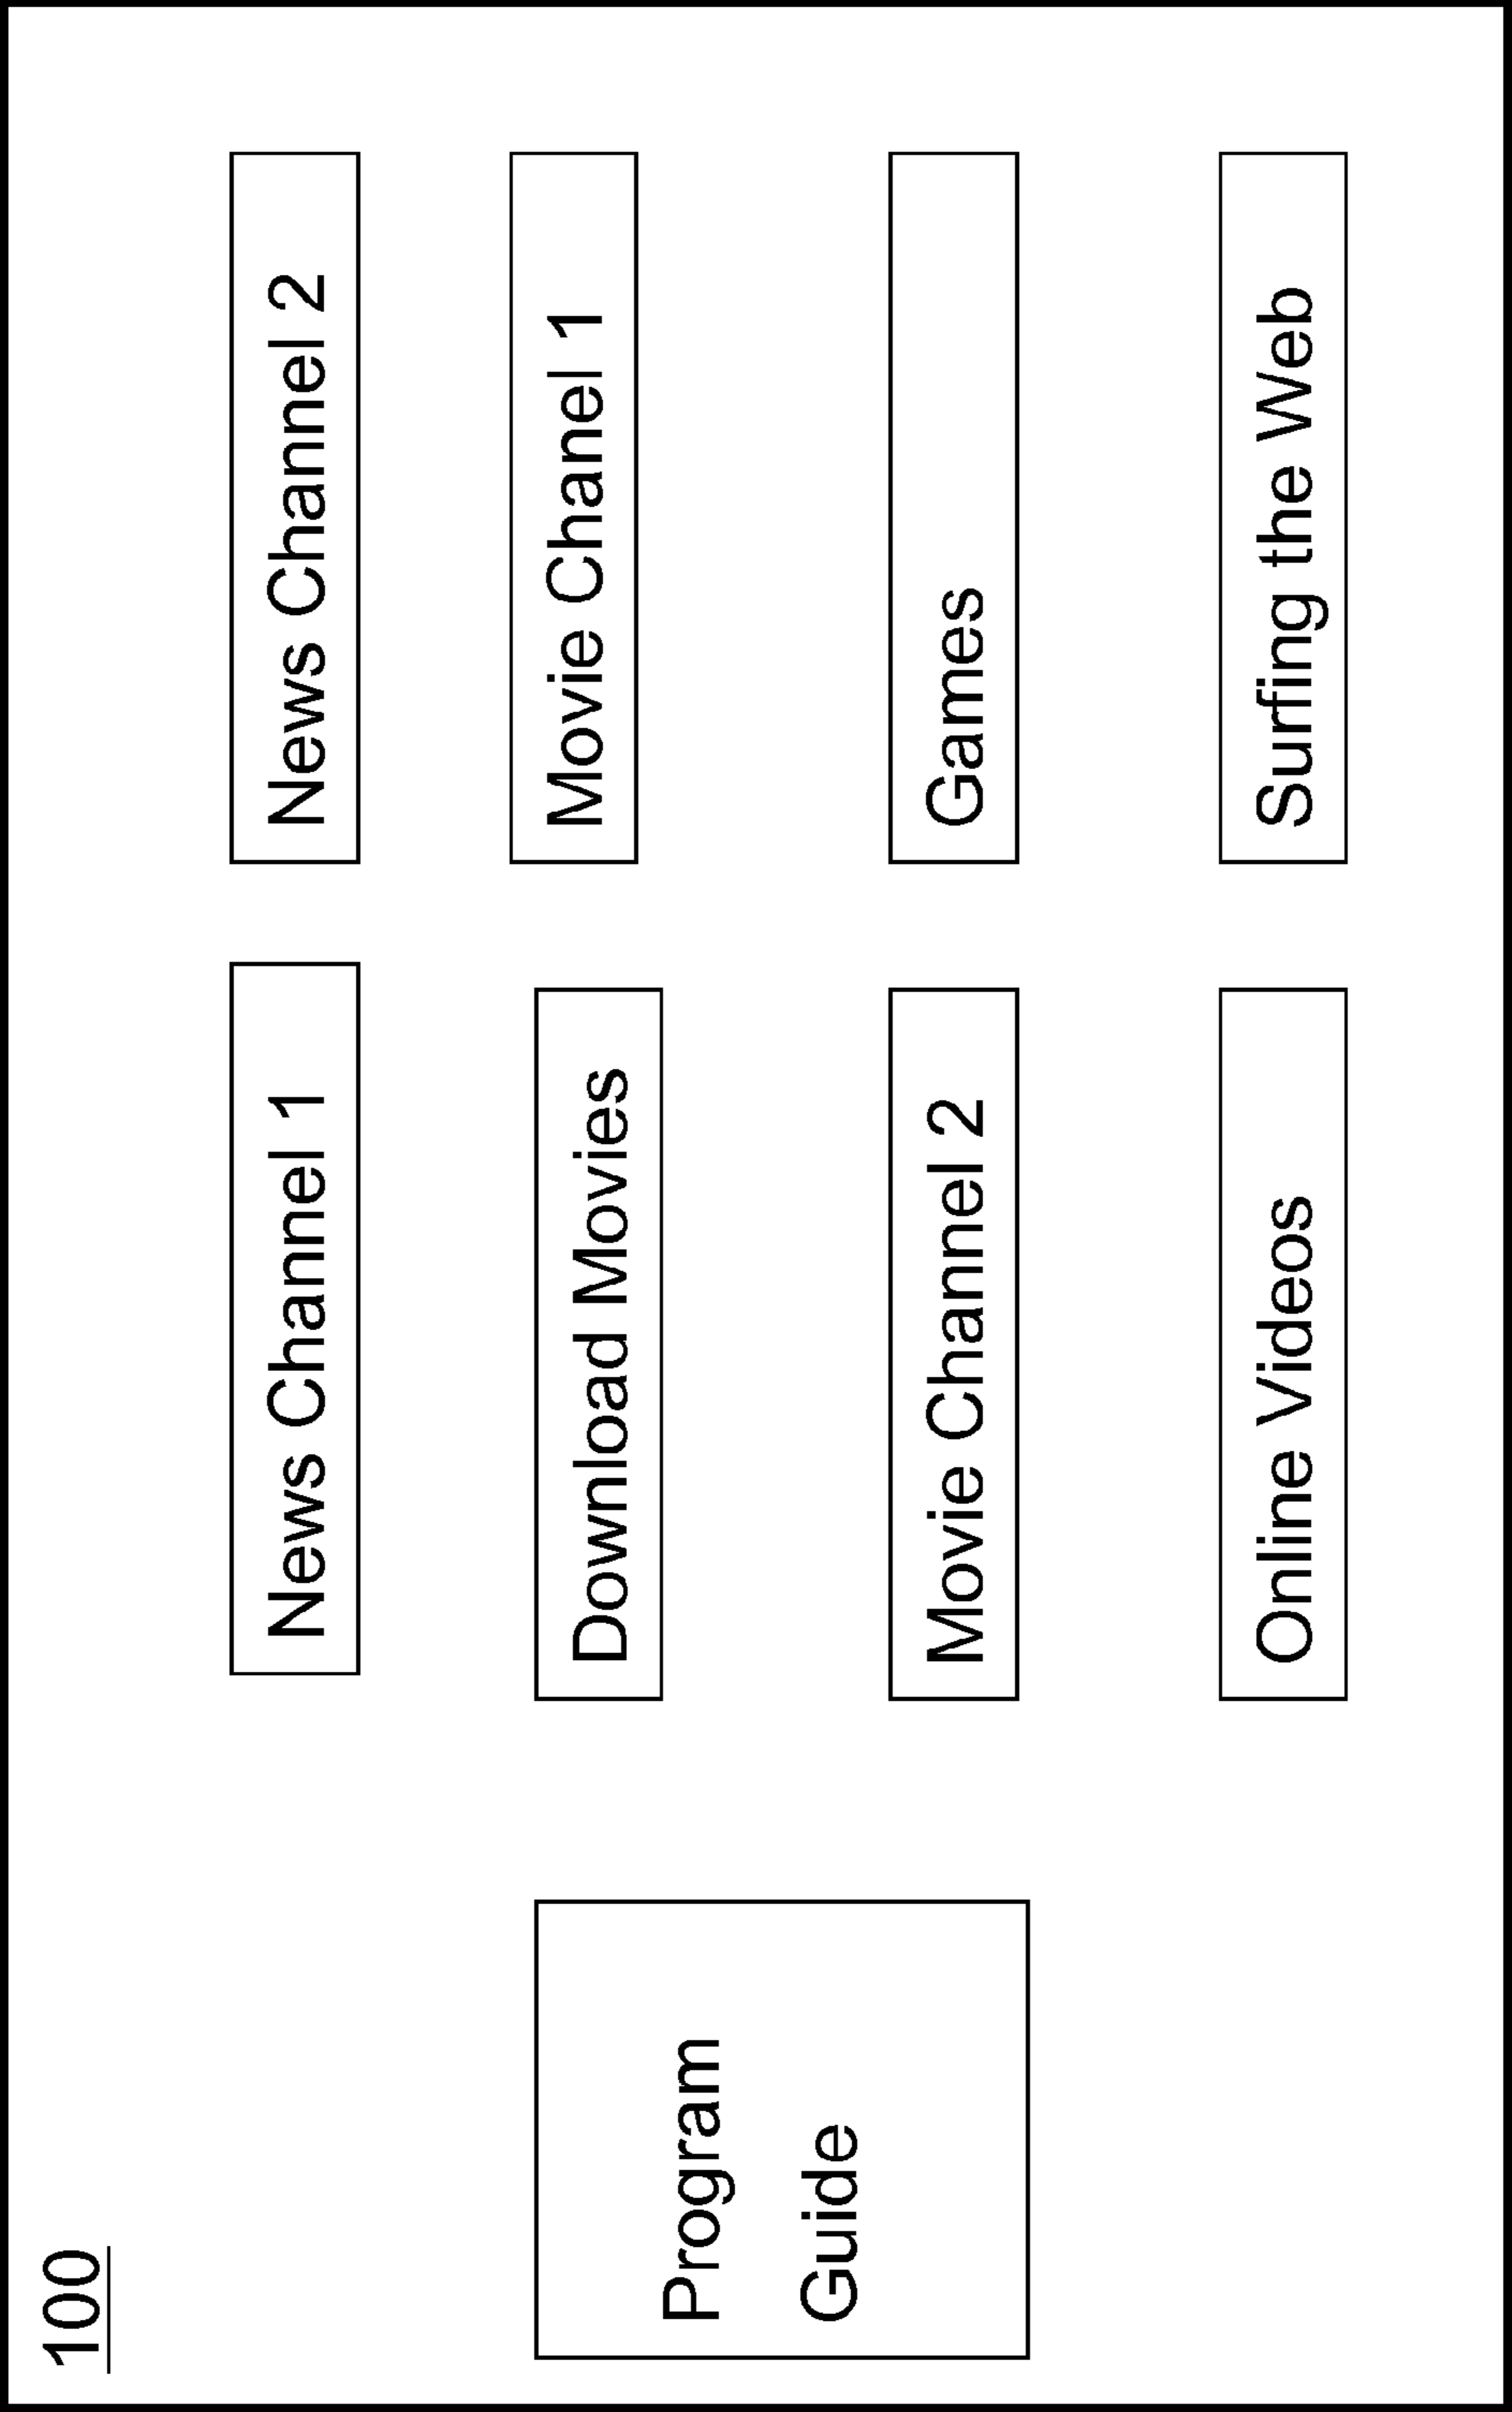 100
News Channel 1
News Channel 2
Download Movies
Movie Channel 1
Program
Guide
Movie Channel 2
Games
Online Videos
Surfing the Web